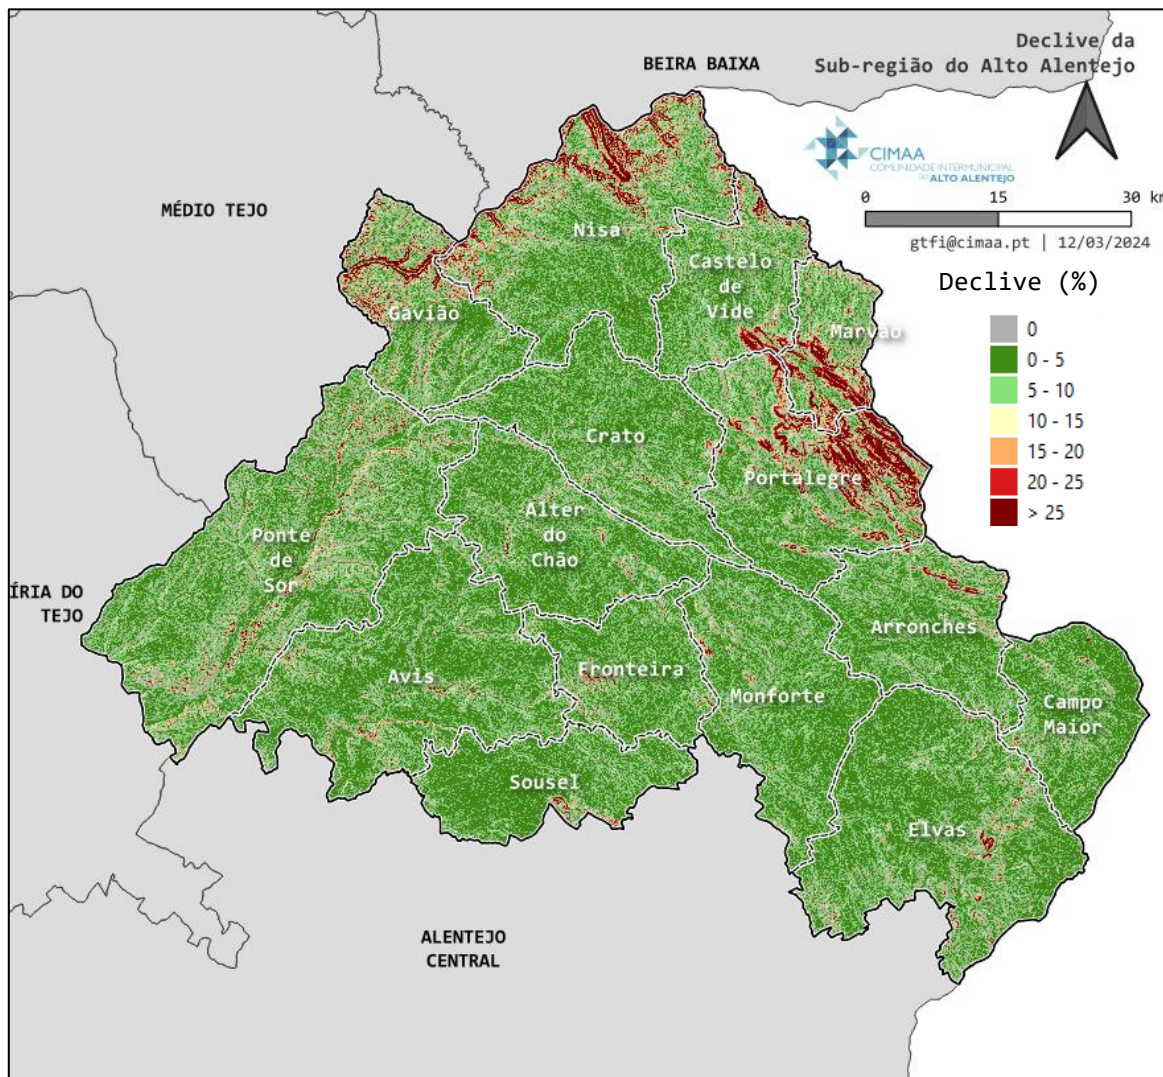 Declive da
Sub-região do Alto Alentejo
BEIRA BAIXA
CIMAA
COMUNIDADE INTERMUNICIPAL
DO ALTO ALENTEJO
0 15 30 km
gtfi@cimaa.pt | 12/03/2024
Declive (%)
0
0 - 5
5 - 10
10 - 15
15 - 20
20 - 25
> 25
MÉDIO TEJO
Nisa
Castelo
de
Vide
Gavião
Marvão
Crato
Portalegre
Alter
do
Chão
Ponte
de
Sor
ÍRIA DO
TEJO
Arronches
Fronteira
Avis
Monforte
Campo
Maior
Sousel
Elvas
ALENTEJO
CENTRAL